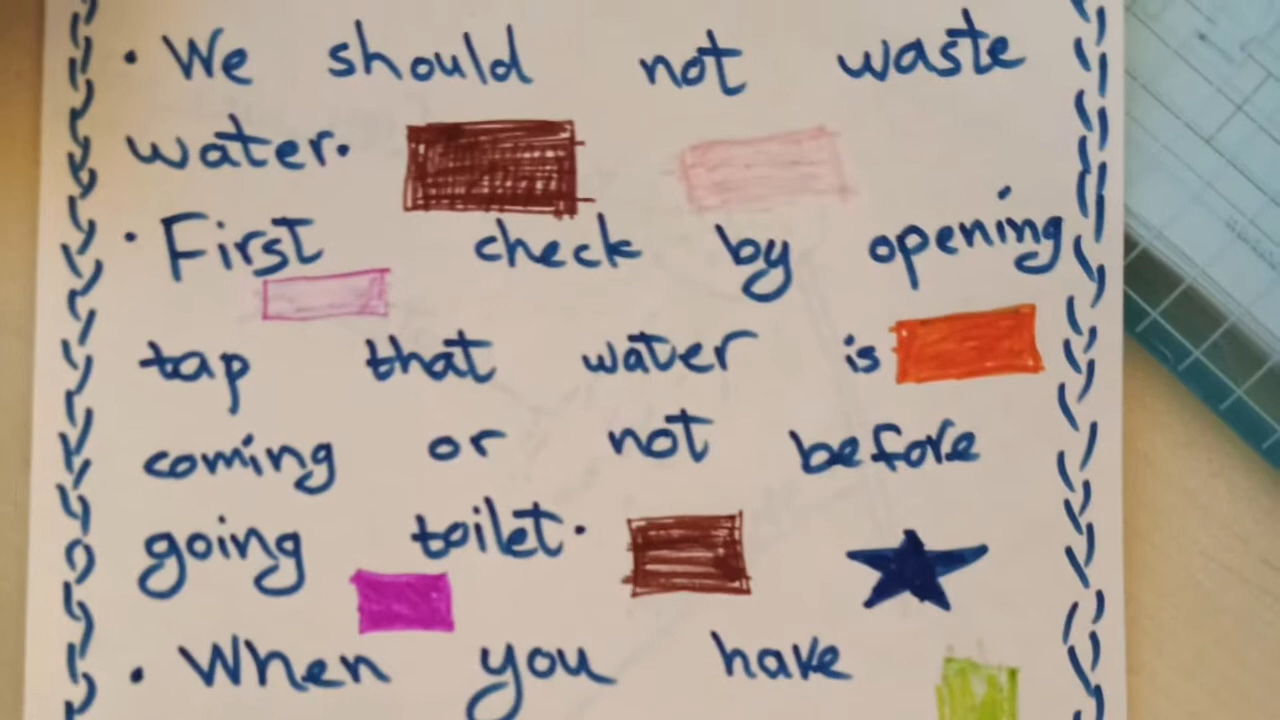 · We should not waste
water.
· First check by opening
tap that water is
coming or not before
going toilet.
· When you have